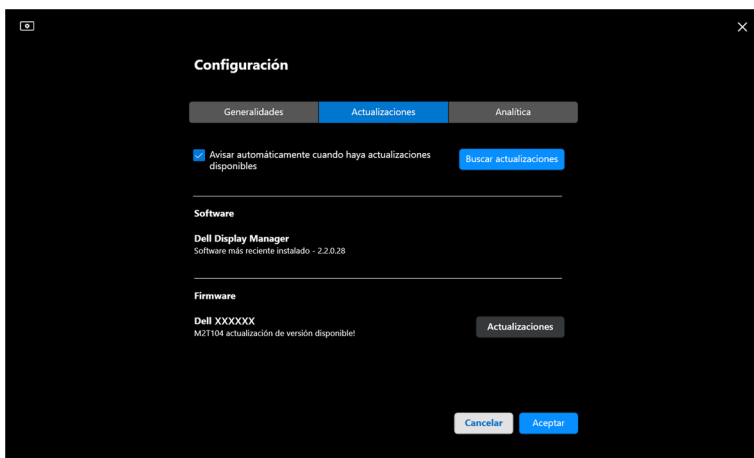 Configuración
Generalidades
Actualizaciones
Analítica
Avisar automáticamente cuando haya actualizaciones
disponibles
Buscar actualizaciones
Software
Dell Display Manager
Software más reciente instalado - 2.2.0.28
Firmware
Dell XXXXXX
M2T104 actualización de versión disponible!
Actualizaciones
Cancelar
Aceptar